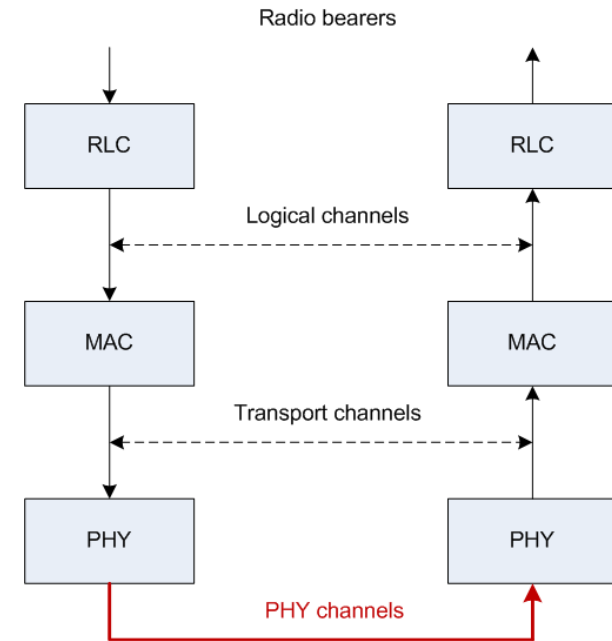 Radio bearers
RLC
RLC
Logical channels
MAC
MAC
Transport channels
PHY
PHY
PHY channels